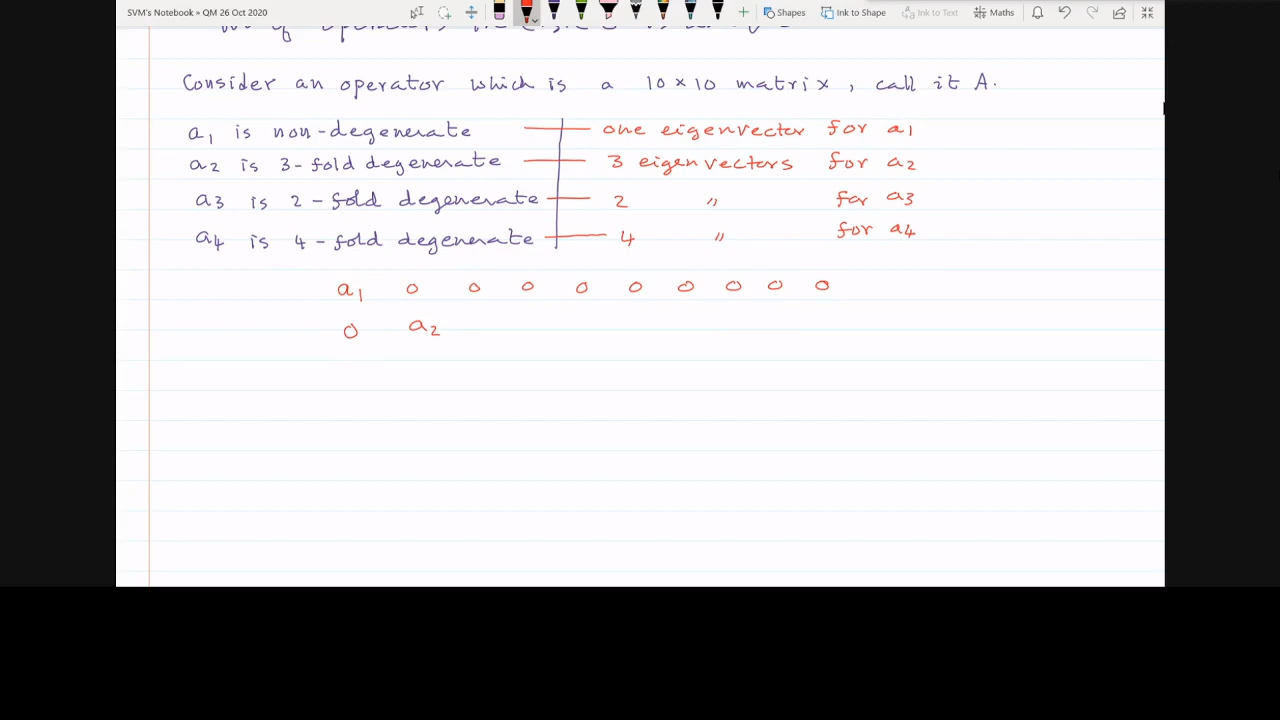 SVM's Notebook » QM 26 Oct 2020 Shapes Ink to Shape Ink to Text Maths
Consider an operator which is a 10 × 10 matrix, call it A.
a1 is non-degenerate one eigenvector for a1
a2 is 3-fold degenerate 3 eigenvectors for a2
a3 is 2-fold degenerate 2 " for a3
a4 is 4-fold degenerate 4 " for a4
a1 0 0 0 0 0 0 0 0 0
0 a2